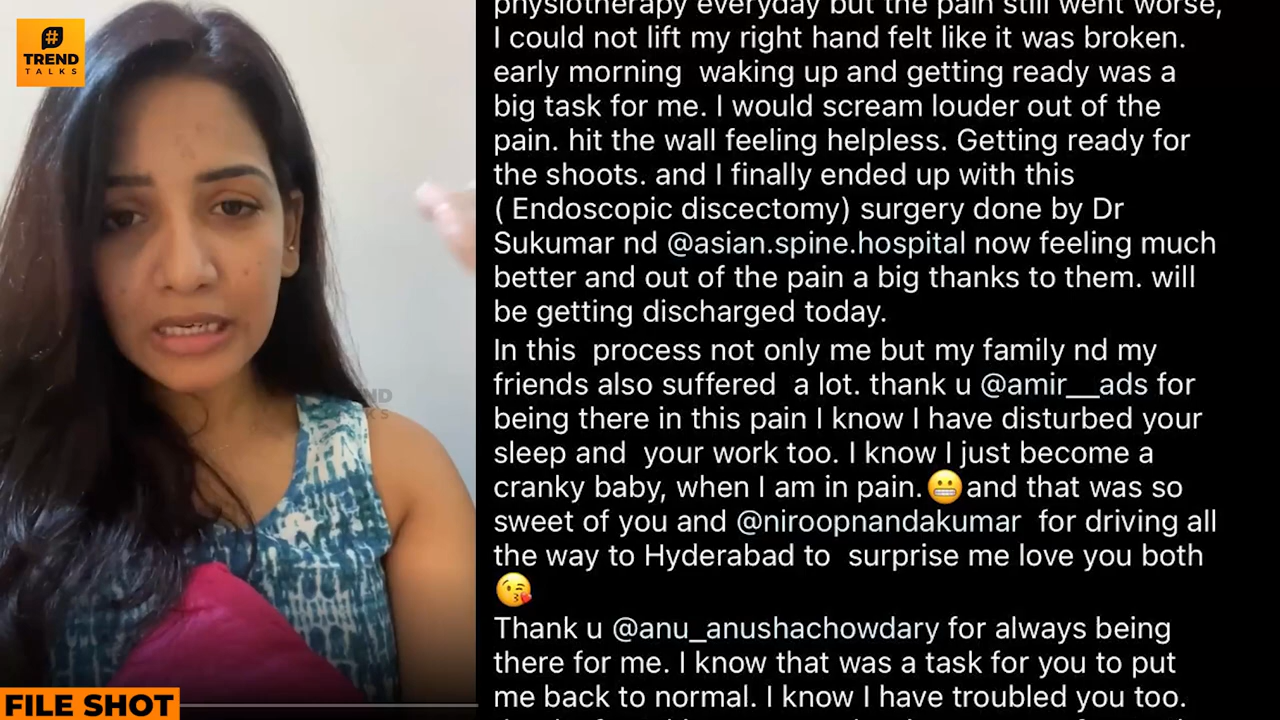 #
TREND
TALKS
physiotherapy everyday but the pain still went worse,
I could not lift my right hand felt like it was broken.
early morning  waking up and getting ready was a
big task for me. I would scream louder out of the
pain. hit the wall feeling helpless. Getting ready for
the shoots. and I finally ended up with this
( Endoscopic discectomy) surgery done by Dr
Sukumar nd @asian.spine.hospital now feeling much
better and out of the pain a big thanks to them. will
be getting discharged today.
In this  process not only me but my family nd my
friends also suffered  a lot. thank u @amir__ads for
being there in this pain I know I have disturbed your
sleep and  your work too. I know I just become a
cranky baby, when I am in pain.😬and that was so
sweet of you and @niroopnandakumar  for driving all
the way to Hyderabad to  surprise me love you both
😘
Thank u @anu_anushachowdary for always being
there for me. I know that was a task for you to put
me back to normal. I know I have troubled you too.
FILE SHOT